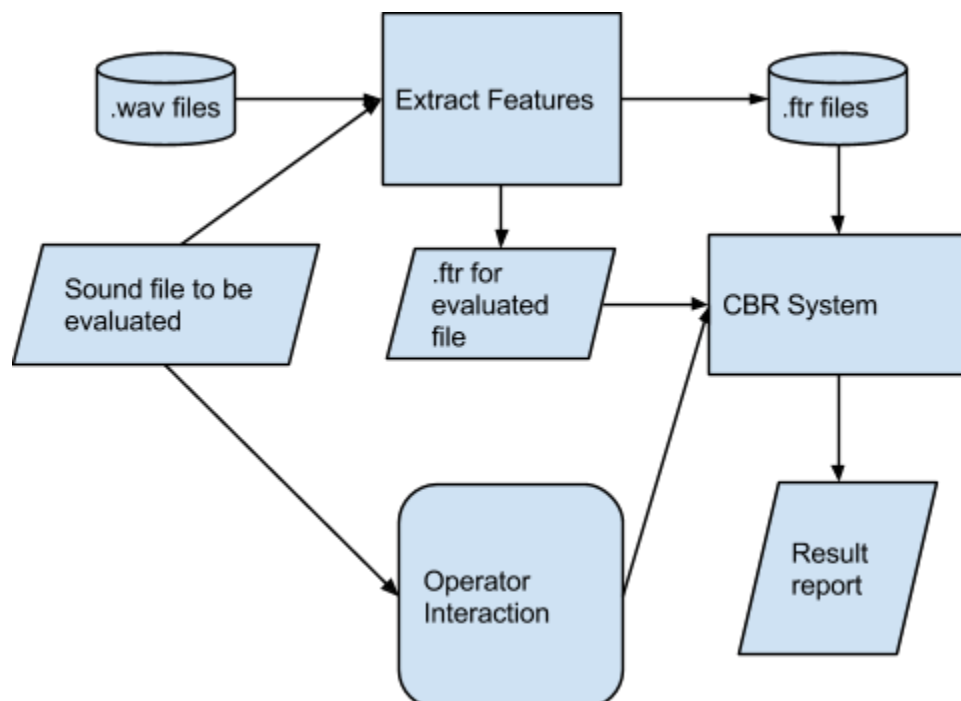 .wav files
Extract Features
.ftr files
Sound file to be
evaluated
.ftr for
evaluated
file
CBR System
Operator
Interaction
Result
report